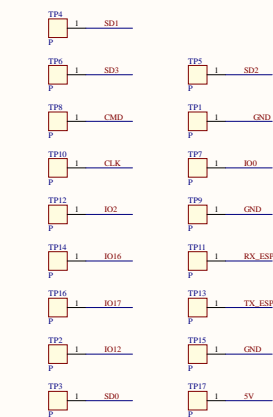 TP4
1 SD1
P
TP6 TP5
1 SD3 1 SD2
P P
TP8 TP1
1 CMD 1 GND
P P
TP10 TP7
1 CLK 1 IO0
P P
TP12 TP9
1 IO2 1 GND
P P
TP14 TP11
1 IO16 1 RX_ESP
P P
TP16 TP13
1 IO17 1 TX_ESP
P P
TP2 TP15
1 IO12 1 GND
P P
TP3 TP17
1 SD0 1 5V
P P